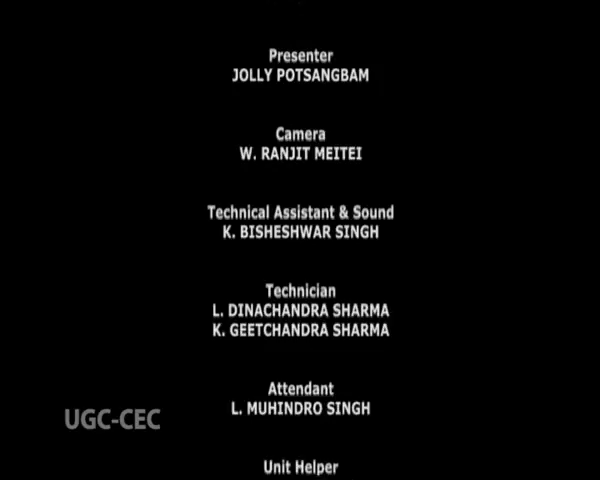 Presenter
JOLLY POTSANGBAM
Camera
W. RANJIT MEITEI
Technical Assistant & Sound
K. BISHESHWAR SINGH
Technician
L. DINACHANDRA SHARMA
K. GEETCHANDRA SHARMA
Attendant
L. MUHINDRO SINGH
UGC-CEC
Unit Helper